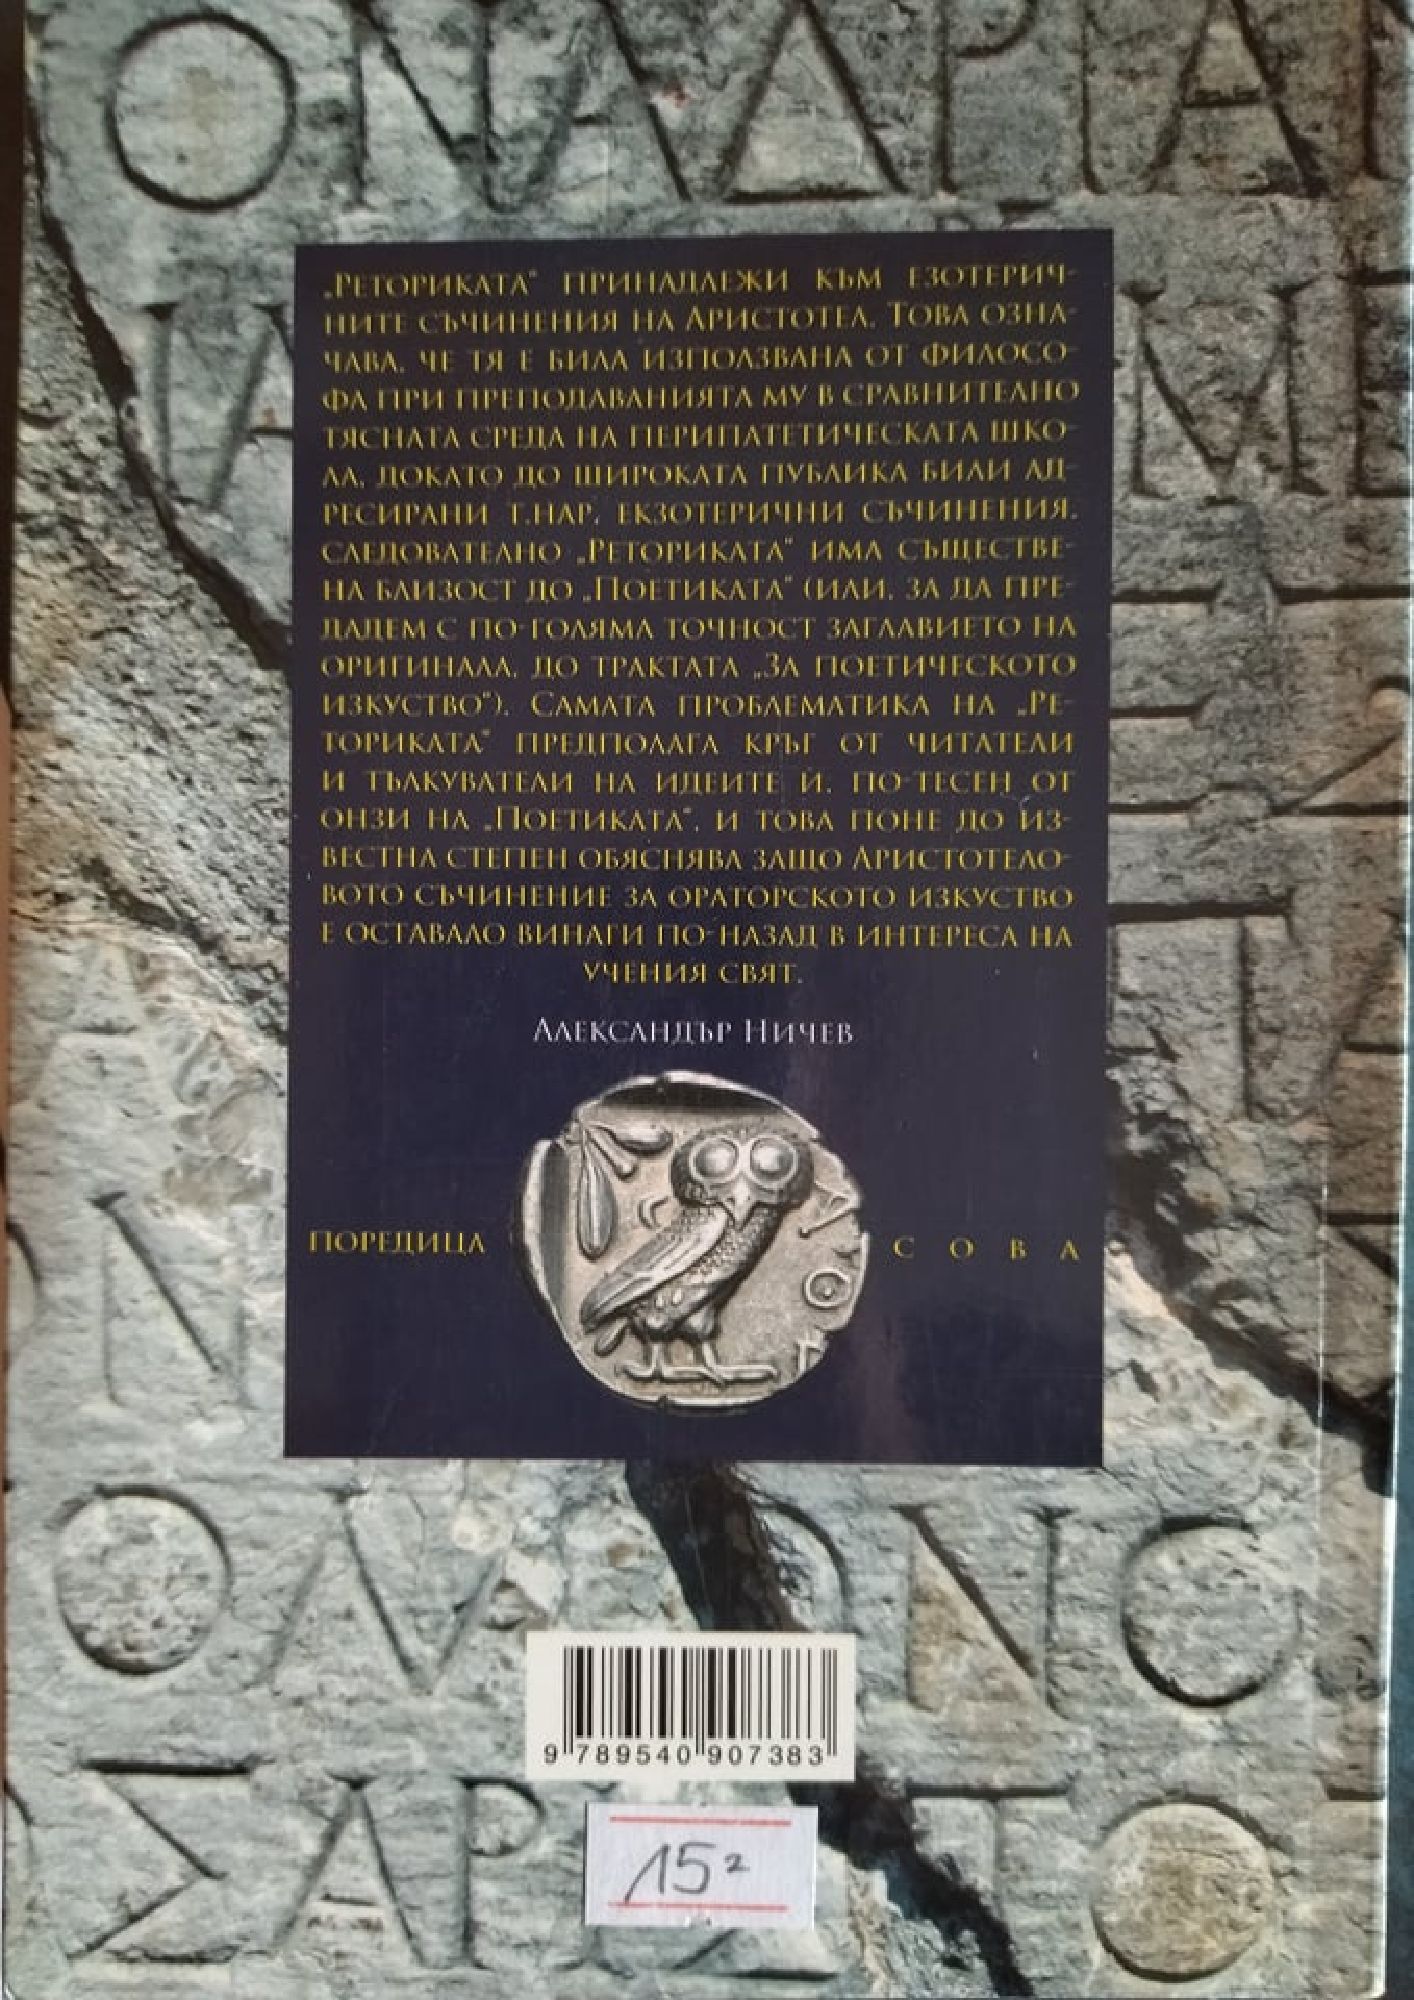 ΟΝΑΔΡΙΑΝ
„Реториката“ принадлежи към езотерич-
ните съчинения на Аристотел. Това озна-
чава, че тя е била използвана от филосо-
фа при преподаванията му в сравнително
тясната среда на перипатетическата шко-
ла, докато до широката публика били ад-
ресирани т.нар. екзотерични съчинения.
следователно „Реториката“ има съществе-
на близост до „Поетиката“ (или, за да пре-
дадем с по-голяма точност заглавието на
оригинала, до трактата „За поетическото
изкуство“). Самата проблематика на „Ре-
ториката“ предполага кръг от читатели
и тълкуватели на идеите ѝ, по-тесен от
онзи на „Поетиката“, и това поне до из-
вестна степен обяснява защо Аристотело-
вото съчинение за ораторското изкуство
е оставало винаги по-назад в интереса на
учения свят.
Александър Ничев
ПОРЕДИЦА СОВА
9 789540 907383
15²